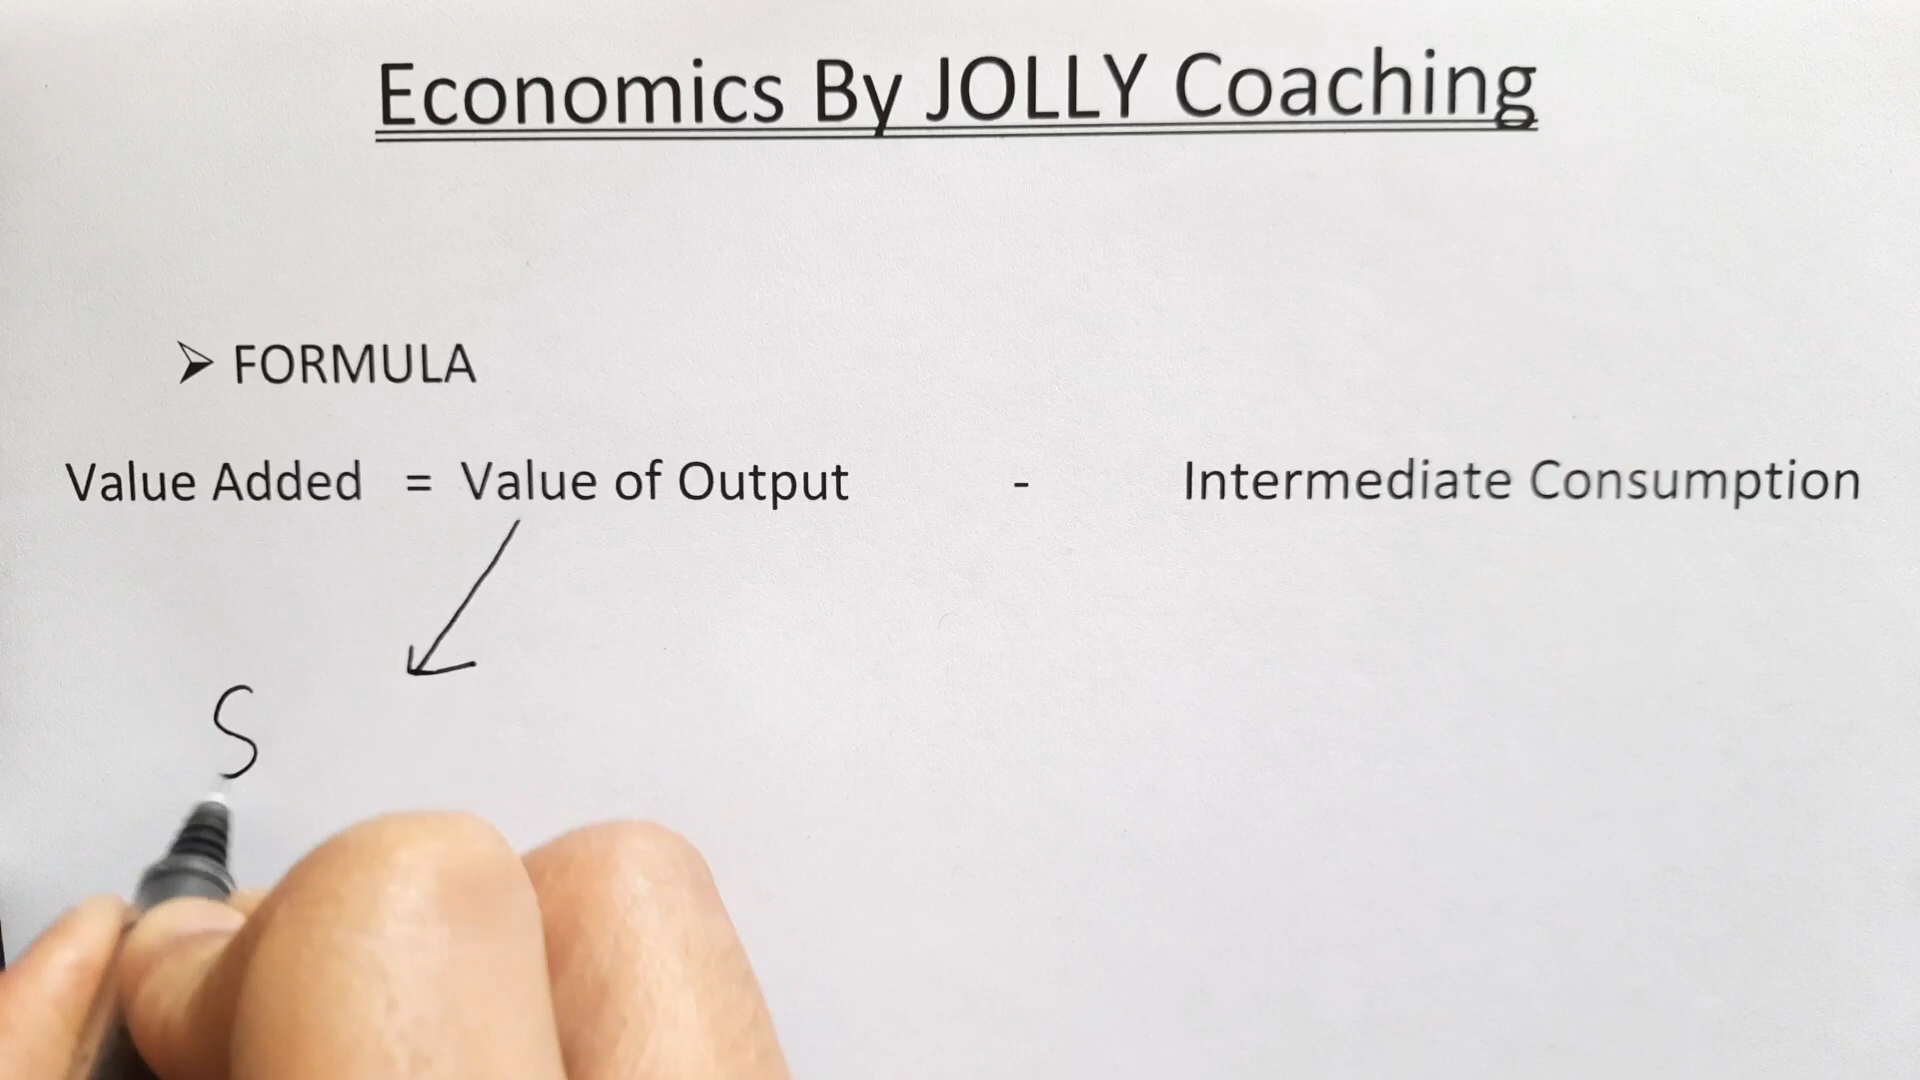 Economics By JOLLY Coaching
➢ FORMULA
Value Added = Value of Output - Intermediate Consumption
S